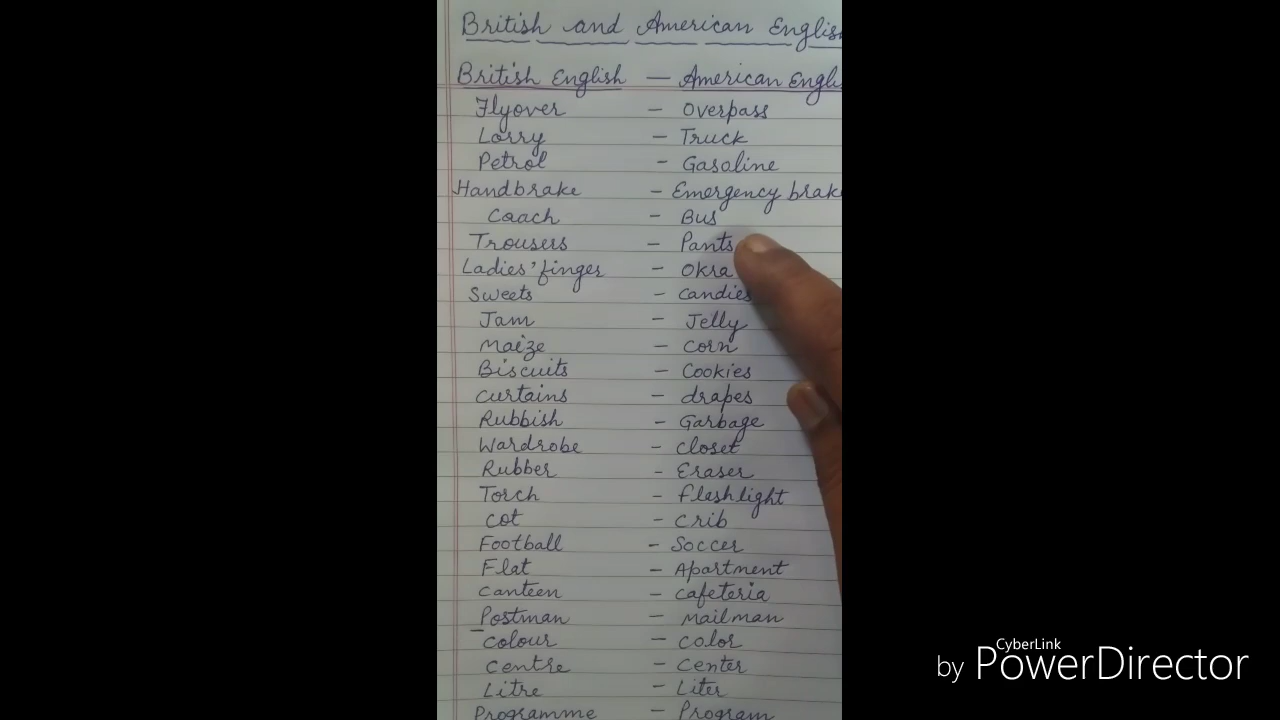 British and American English
British English — American Engli
Flyover — Overpass
Lorry — Truck
Petrol — Gasoline
Handbrake — Emergency brake
Coach — Bus
Trousers — Pants
Ladies' finger — Okra
Sweets — Candies
Jam — Jelly
Maize — Corn
Biscuits — Cookies
Curtains — drapes
Rubbish — Garbage
Wardrobe — Closet
Rubber — Eraser
Torch — Flashlight
Cot — Crib
Football — Soccer
Flat — Apartment
Canteen — Cafeteria
Postman — Mailman
Colour — Color
Centre — Center
Litre — Liter
Programme — Program
CyberLink
by PowerDirector